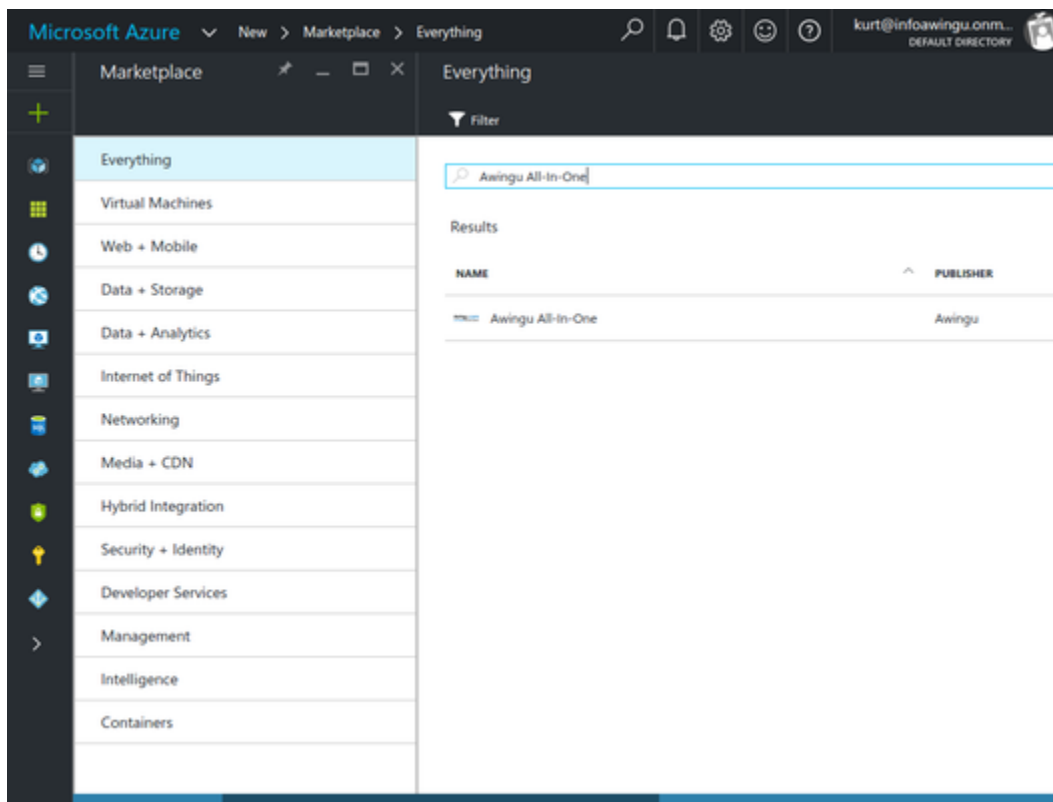 Microsoft Azure New > Marketplace > Everything
kurt@infoawingu.onm...
DEFAULT DIRECTORY
Marketplace
Everything
Filter
Everything
Virtual Machines
Web + Mobile
Data + Storage
Data + Analytics
Internet of Things
Networking
Media + CDN
Hybrid Integration
Security + Identity
Developer Services
Management
Intelligence
Containers
Awingu All-In-One
Results
NAME PUBLISHER
Awingu All-In-One Awingu